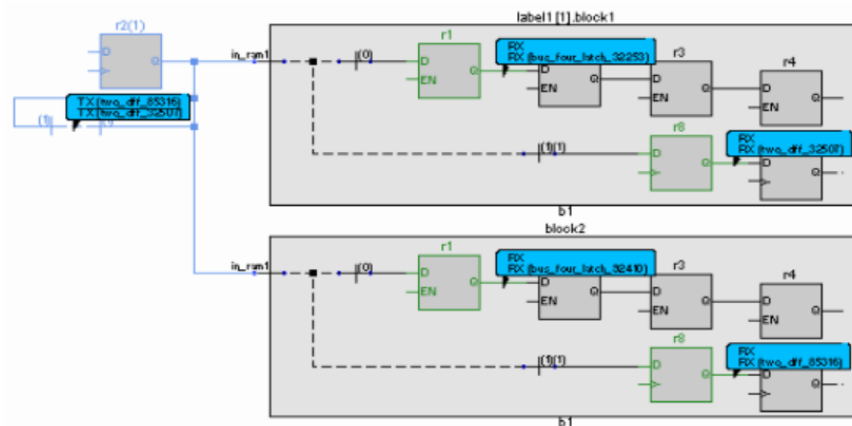 label1 [1].block1
r2(1)
D
Q
in_ram1
(0)
r1
D
Q
EN
RX
RX (bus_four_latch_32253)
D
Q
EN
r3
D
Q
EN
r4
D
Q
EN
TX (two_dff_85316)
TX (two_dff_32507)
(1)
(1)(1)
r8
D
Q
RX
RX (two_dff_32507)
D
Q
b1
block2
in_ram1
(0)
r1
D
Q
EN
RX
RX (bus_four_latch_32410)
D
Q
EN
r3
D
Q
EN
r4
D
Q
EN
(1)(1)
r8
D
Q
RX
RX (two_dff_85316)
D
Q
b1